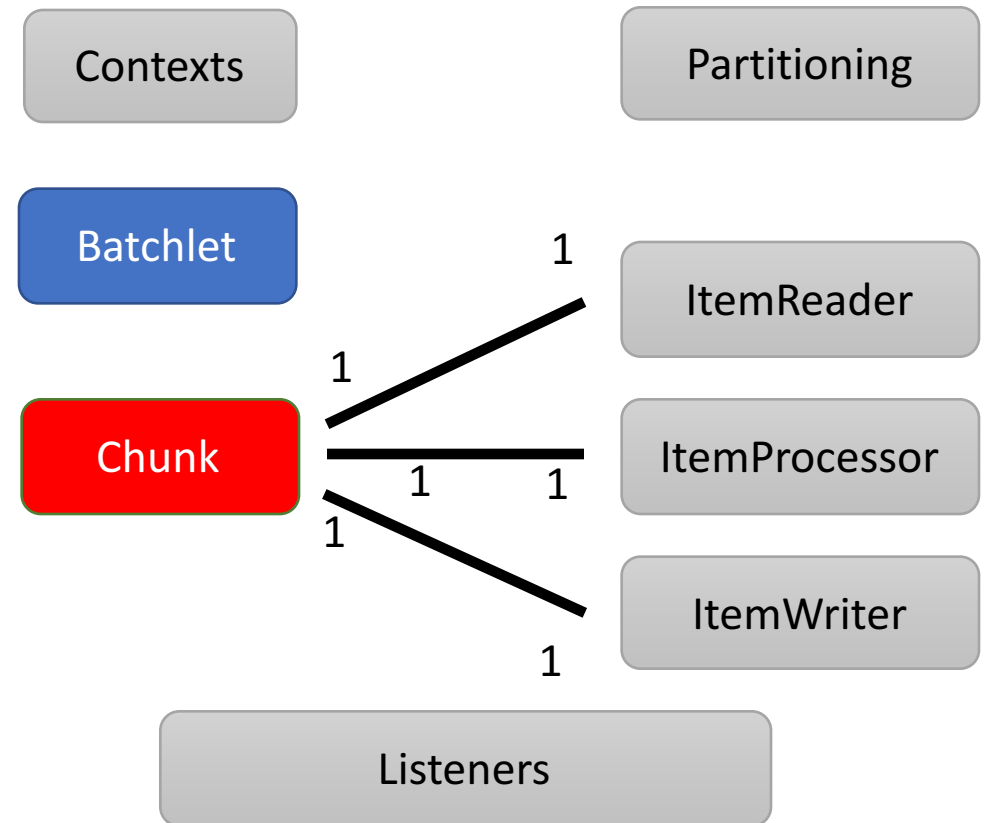 Contexts
Partitioning
Batchlet
1
ItemReader
1
Chunk
ItemProcessor
1
1
1
ItemWriter
1
Listeners